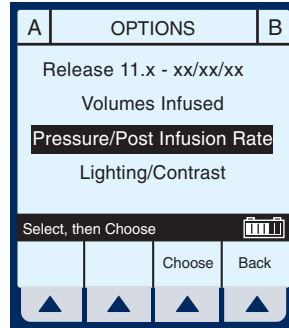 A OPTIONS B
Release 11.x - xx/xx/xx
Volumes Infused
Pressure/Post Infusion Rate
Lighting/Contrast
Select, then Choose
Choose Back